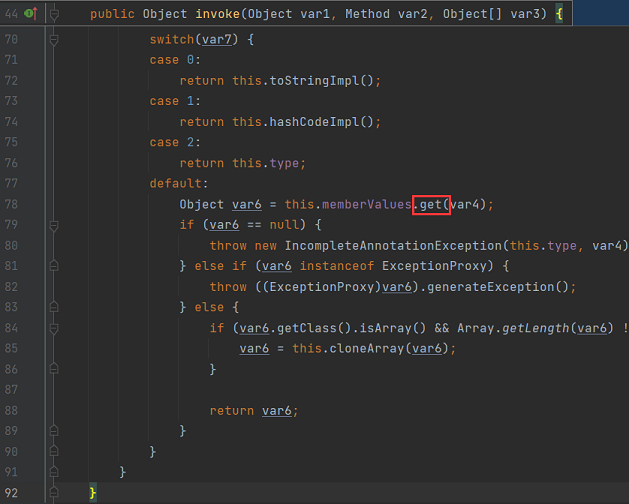 44 public Object invoke(Object var1, Method var2, Object[] var3) {
70 switch(var7) {
71 case 0:
72 return this.toStringImpl();
73 case 1:
74 return this.hashCodeImpl();
75 case 2:
76 return this.type;
77 default:
78 Object var6 = this.memberValues.get(var4);
79 if (var6 == null) {
80 throw new IncompleteAnnotationException(this.type, var4)
81 } else if (var6 instanceof ExceptionProxy) {
82 throw ((ExceptionProxy)var6).generateException();
83 } else {
84 if (var6.getClass().isArray() && Array.getLength(var6) !
85 var6 = this.cloneArray(var6);
86 }
87
88 return var6;
89 }
90 }
91 }
92 }